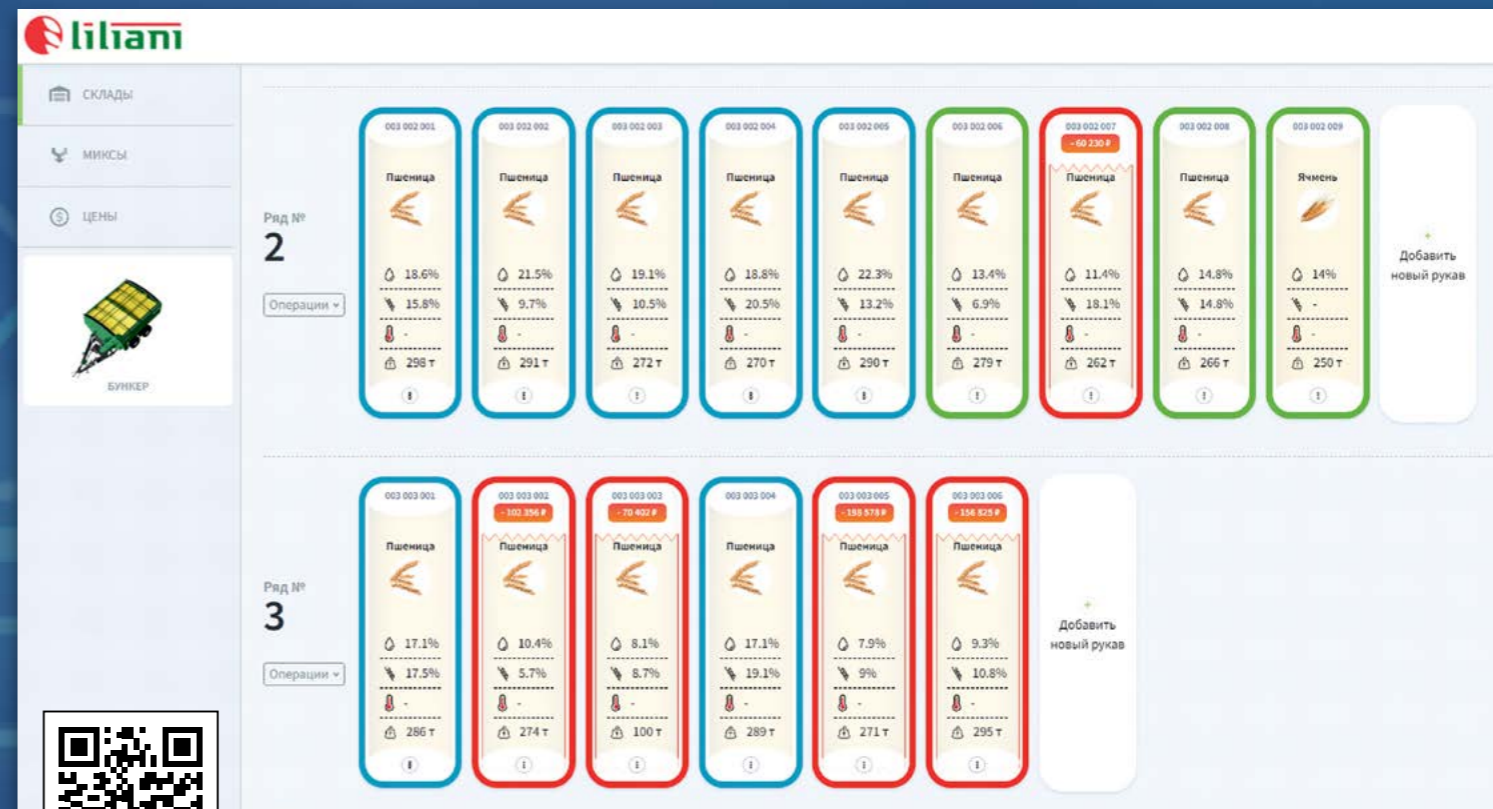 liliani
СКЛАДЫ
МИКСЫ
ЦЕНЫ
БУНКЕР
Ряд №
2
Операции
003 002 001
Пшеница
18.6%
15.8%
-
298 т
003 002 002
Пшеница
21.5%
9.7%
-
291 т
003 002 003
Пшеница
19.1%
10.5%
-
272 т
003 002 004
Пшеница
18.8%
20.5%
-
270 т
003 002 005
Пшеница
22.3%
13.2%
-
290 т
003 002 006
Пшеница
13.4%
6.9%
-
279 т
003 002 007
- 60 230 ₽
Пшеница
11.4%
18.1%
-
262 т
003 002 008
Пшеница
14.8%
14.8%
-
266 т
003 002 009
Ячмень
14%
-
-
250 т
+
Добавить
новый рукав
Ряд №
3
Операции
003 003 001
Пшеница
17.1%
17.5%
-
286 т
003 003 002
- 102 356 ₽
Пшеница
10.4%
5.7%
-
274 т
003 003 003
- 70 402 ₽
Пшеница
8.1%
8.7%
-
100 т
003 003 004
Пшеница
17.1%
19.1%
-
289 т
003 003 005
Пшеница
7.9%
9%
-
271 т
003 003 006
- 156 825 ₽
Пшеница
9.3%
10.8%
-
295 т
+
Добавить
новый рукав